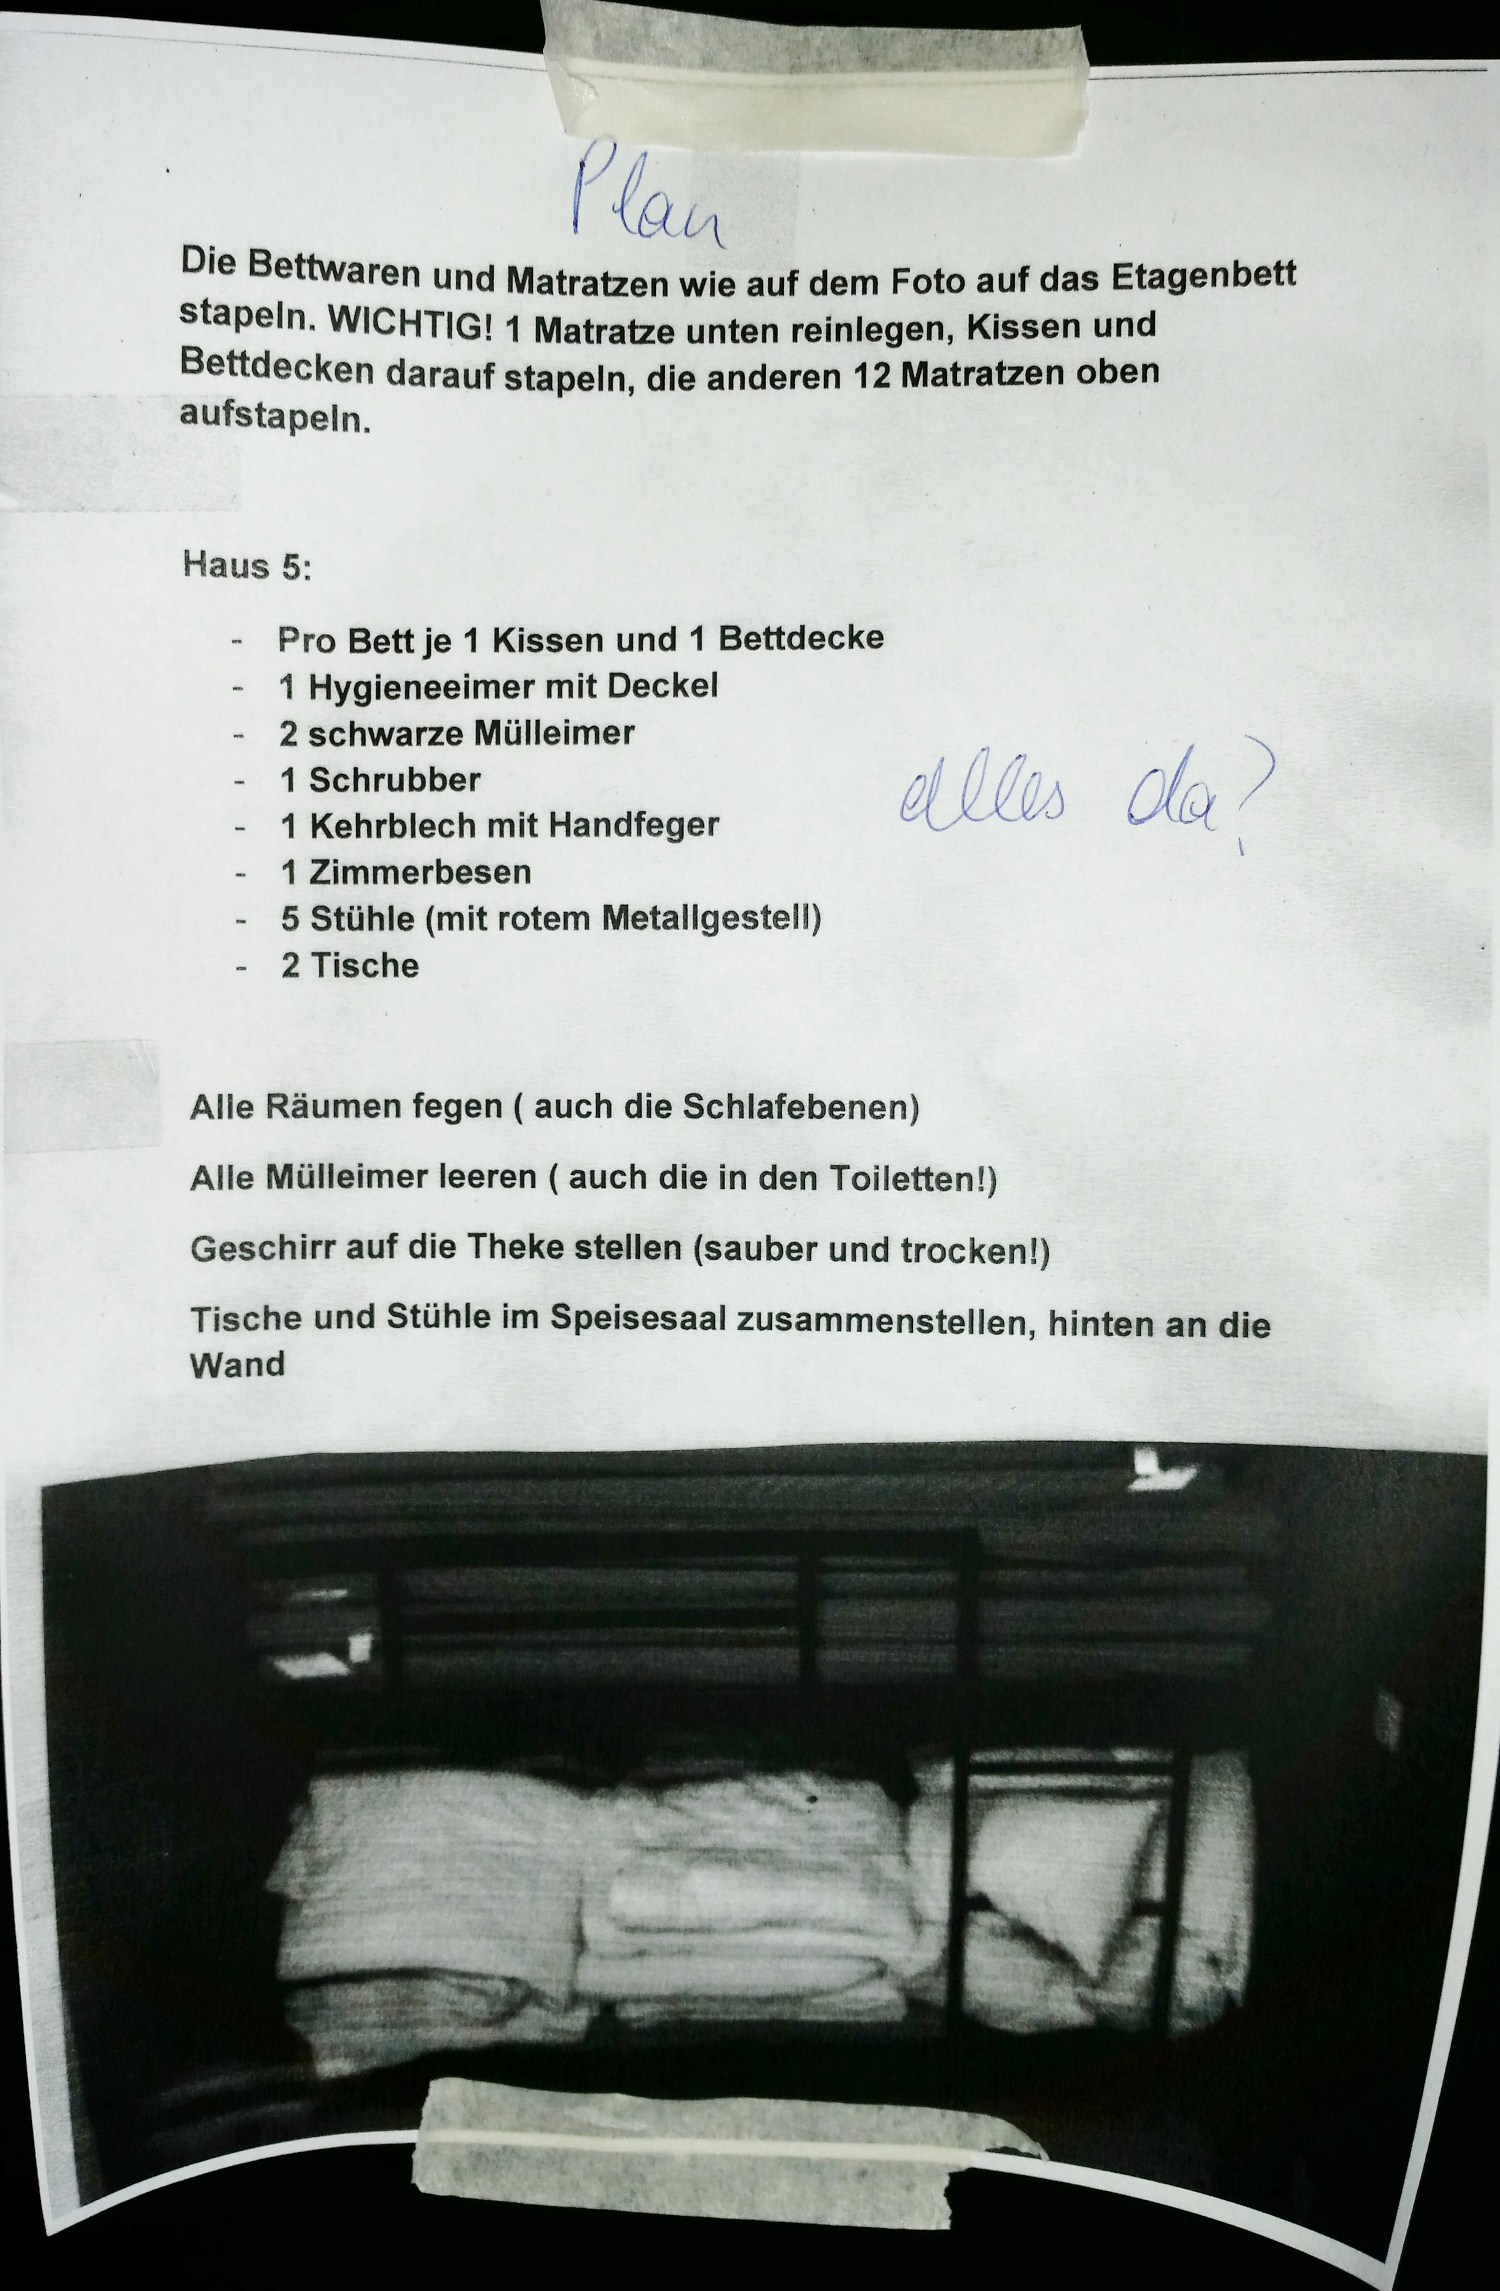 Plan
Die Bettwaren und Matratzen wie auf dem Foto auf das Etagenbett
stapeln. WICHTIG! 1 Matratze unten reinlegen, Kissen und
Bettdecken darauf stapeln, die anderen 12 Matratzen oben
aufstapeln.
Haus 5:
- Pro Bett je 1 Kissen und 1 Bettdecke
- 1 Hygieneeimer mit Deckel
- 2 schwarze Mülleimer
- 1 Schrubber
alles da?
- 1 Kehrblech mit Handfeger
- 1 Zimmerbesen
- 5 Stühle (mit rotem Metallgestell)
- 2 Tische
Alle Räumen fegen ( auch die Schlafebenen)
Alle Mülleimer leeren ( auch die in den Toiletten!)
Geschirr auf die Theke stellen (sauber und trocken!)
Tische und Stühle im Speisesaal zusammenstellen, hinten an die
Wand